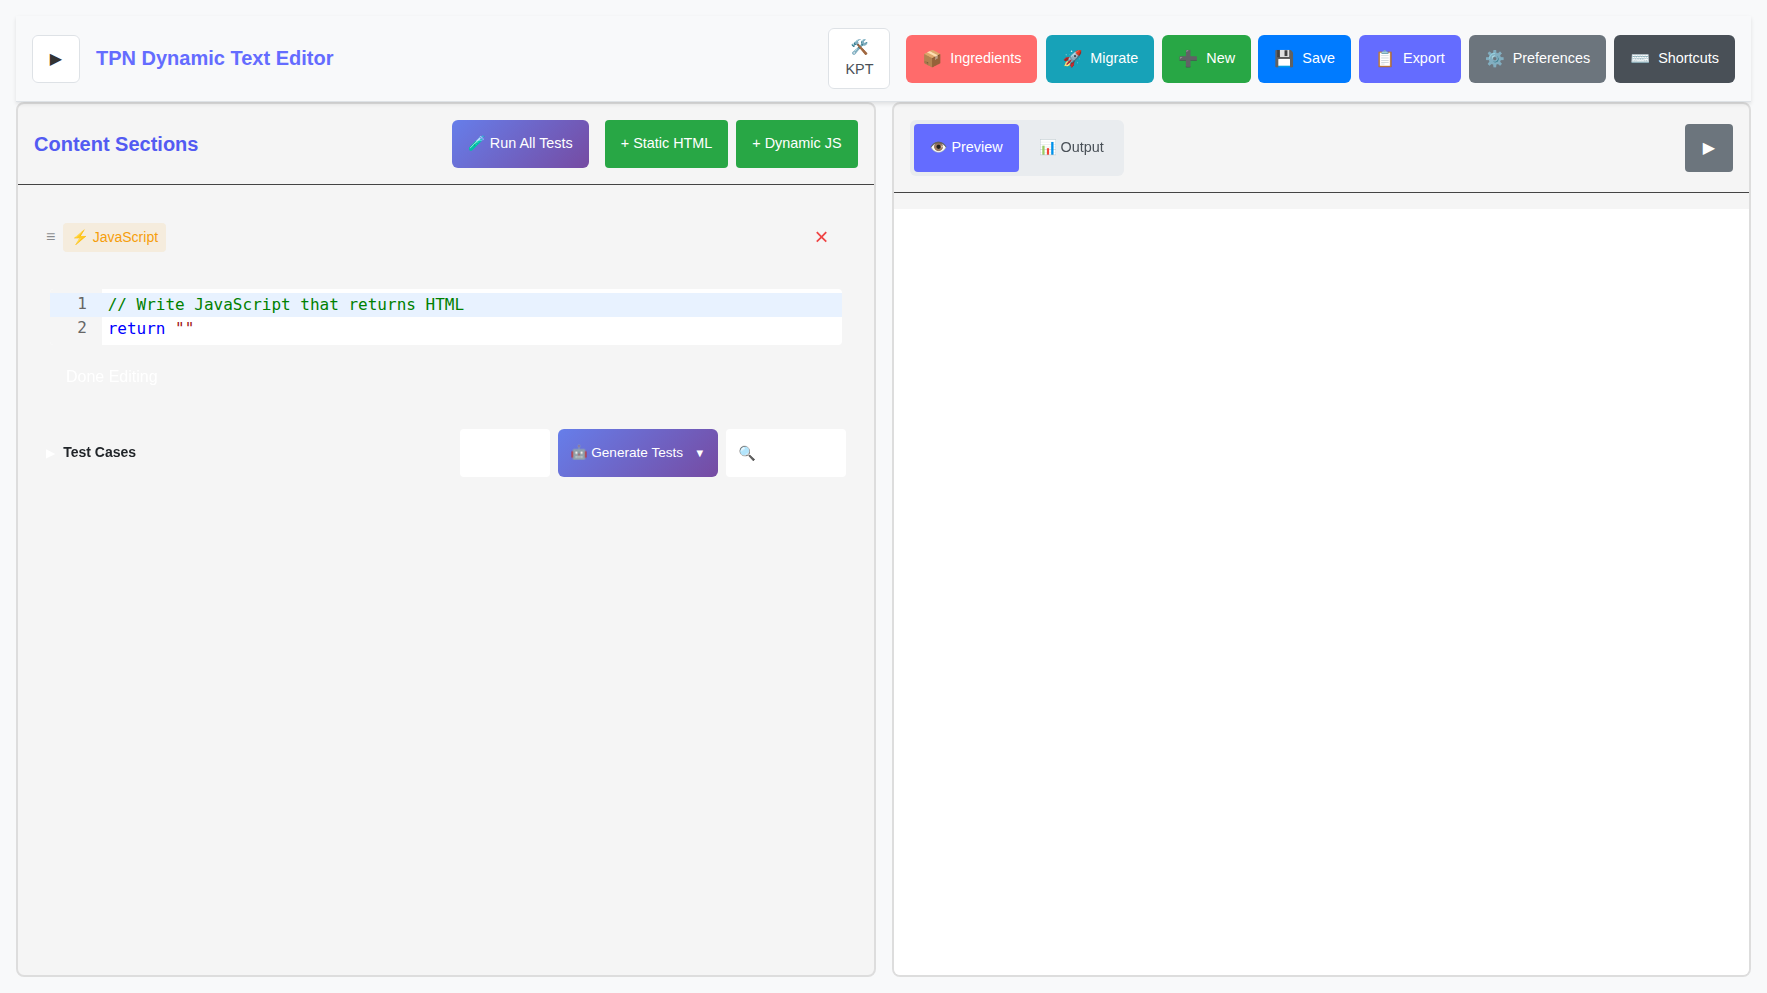 ▶ TPN Dynamic Text Editor
🛠️ KPT
📦 Ingredients
🚀 Migrate
➕ New
💾 Save
📋 Export
⚙️ Preferences
⌨️ Shortcuts
Content Sections
🧪 Run All Tests
+ Static HTML
+ Dynamic JS
👁️ Preview
📊 Output
▶
≡ ⚡ JavaScript ×
1 // Write JavaScript that returns HTML
2 return ""
Done Editing
▶ Test Cases
🤖 Generate Tests ▼
🔍